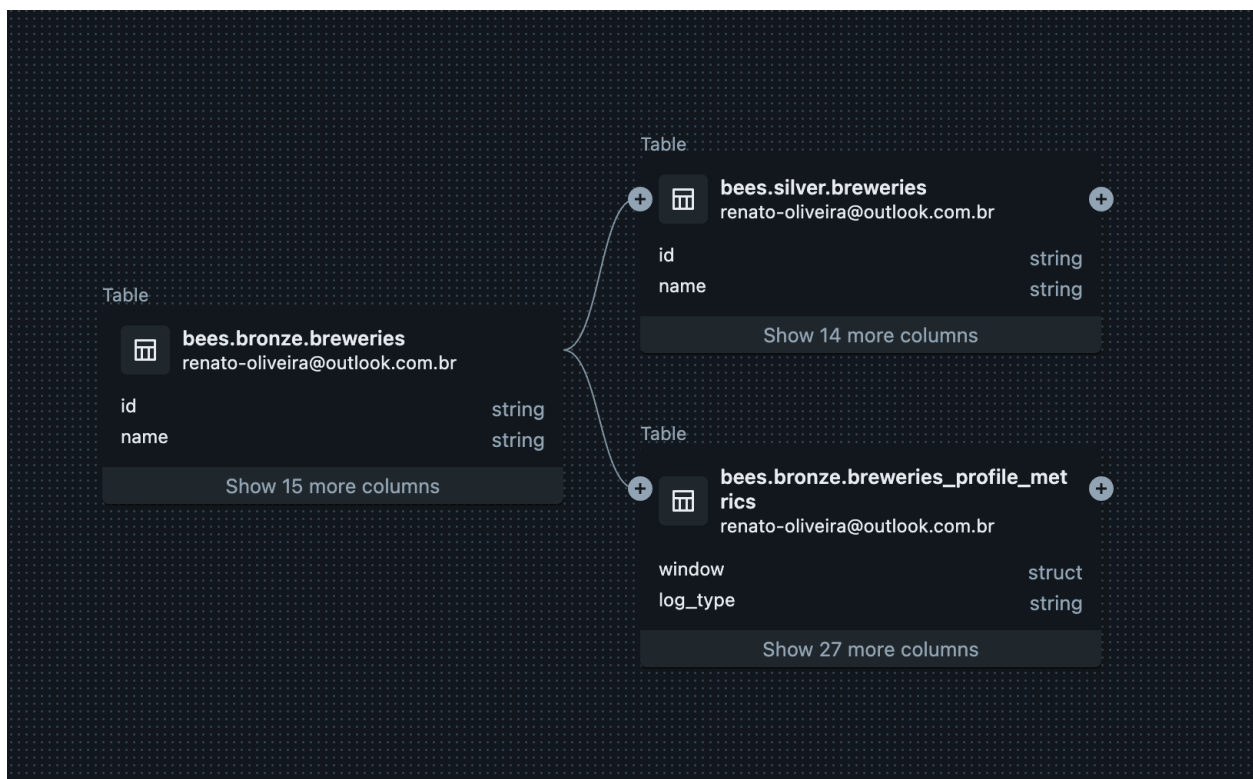 Table
bees.bronze.breweries
renato-oliveira@outlook.com.br
id string
name string
Show 15 more columns
Table
bees.silver.breweries
renato-oliveira@outlook.com.br
id string
name string
Show 14 more columns
Table
bees.bronze.breweries_profile_met
rics
renato-oliveira@outlook.com.br
window struct
log_type string
Show 27 more columns